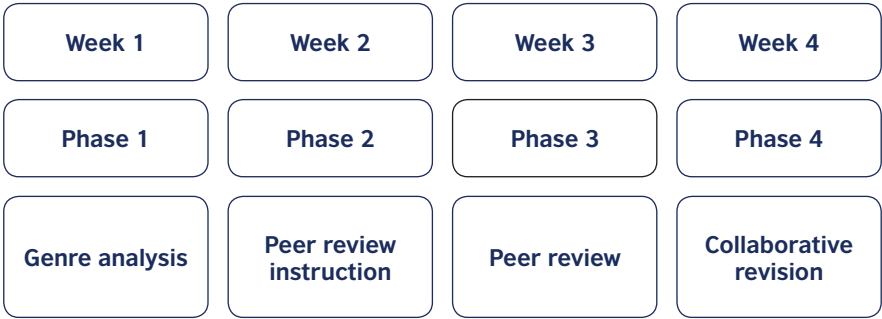 Week 1
Week 2
Week 3
Week 4
Phase 1
Phase 2
Phase 3
Phase 4
Genre analysis
Peer review
instruction
Peer review
Collaborative
revision